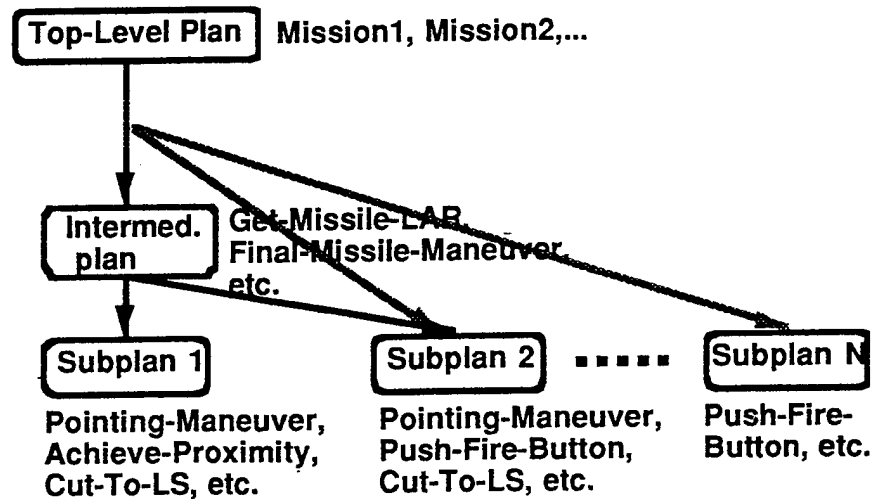 Top-Level Plan
Mission1, Mission2,...
Intermed.
plan
Get-Missile-LAR,
Final-Missile-Maneuver
etc.
Subplan 1
Subplan 2
Subplan N
Pointing-Maneuver,
Achieve-Proximity,
Cut-To-LS, etc.
Pointing-Maneuver,
Push-Fire-Button,
Cut-To-LS, etc.
Push-Fire-
Button, etc.